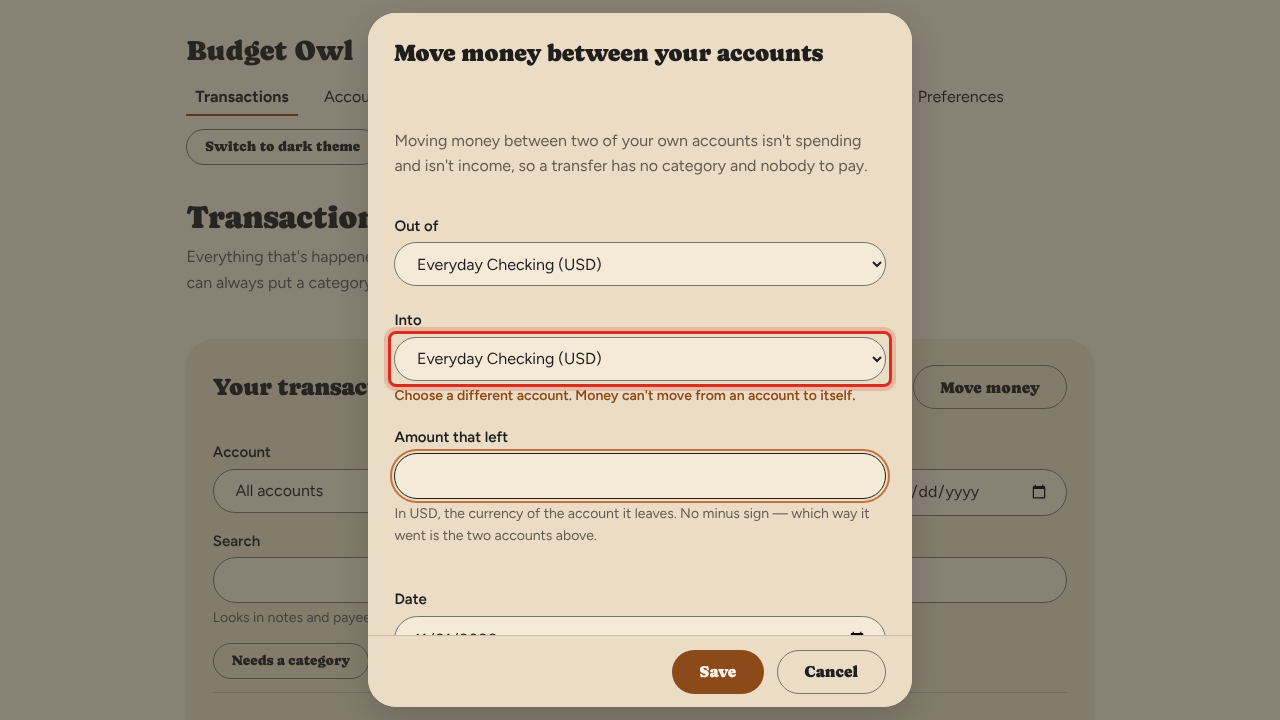 Budget Owl
Transactions
Preferences
Switch to dark theme
Move money between your accounts
Moving money between two of your own accounts isn't spending
and isn't income, so a transfer has no category and nobody to pay.
Out of
Everyday Checking (USD)
Into
Everyday Checking (USD)
Choose a different account. Money can't move from an account to itself.
Amount that left
In USD, the currency of the account it leaves. No minus sign — which way it
went is the two accounts above.
Date
Save
Cancel
Everything that's
can always put a category
Move money
Account
All accounts
/dd/yyyy
Search
Looks in notes and
Needs a category